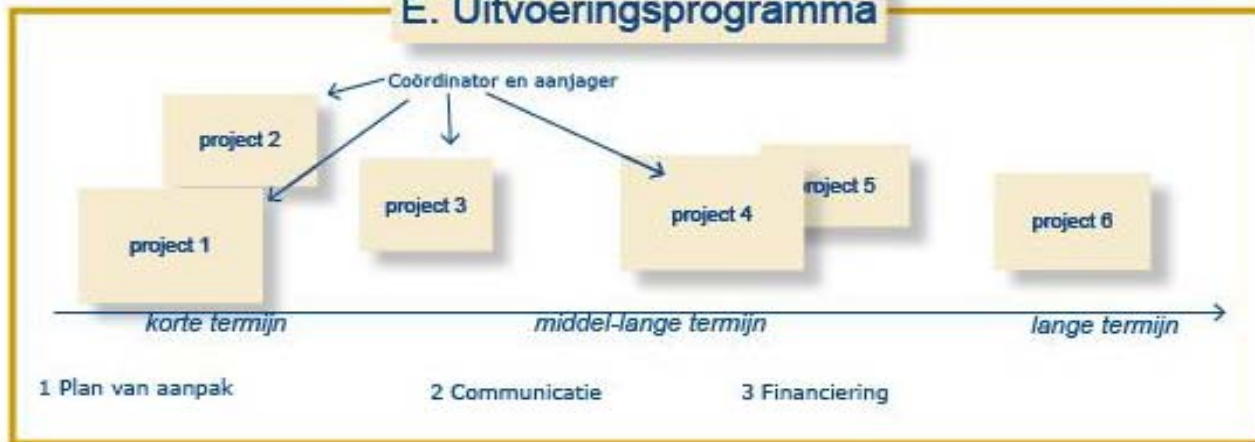 E. Uitvoeringsprogramma
Coördinator en aanjager
project 2
project 1
project 3
project 4
project 5
project 6
korte termijn
middel-lange termijn
lange termijn
1 Plan van aanpak
2 Communicatie
3 Financiering